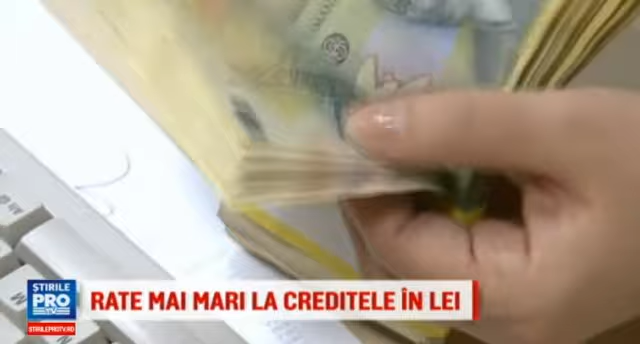 ȘTIRILE
PRO
TV
STIRILEPROTV.RO
RATE MAI MARI LA CREDITELE ÎN LEI